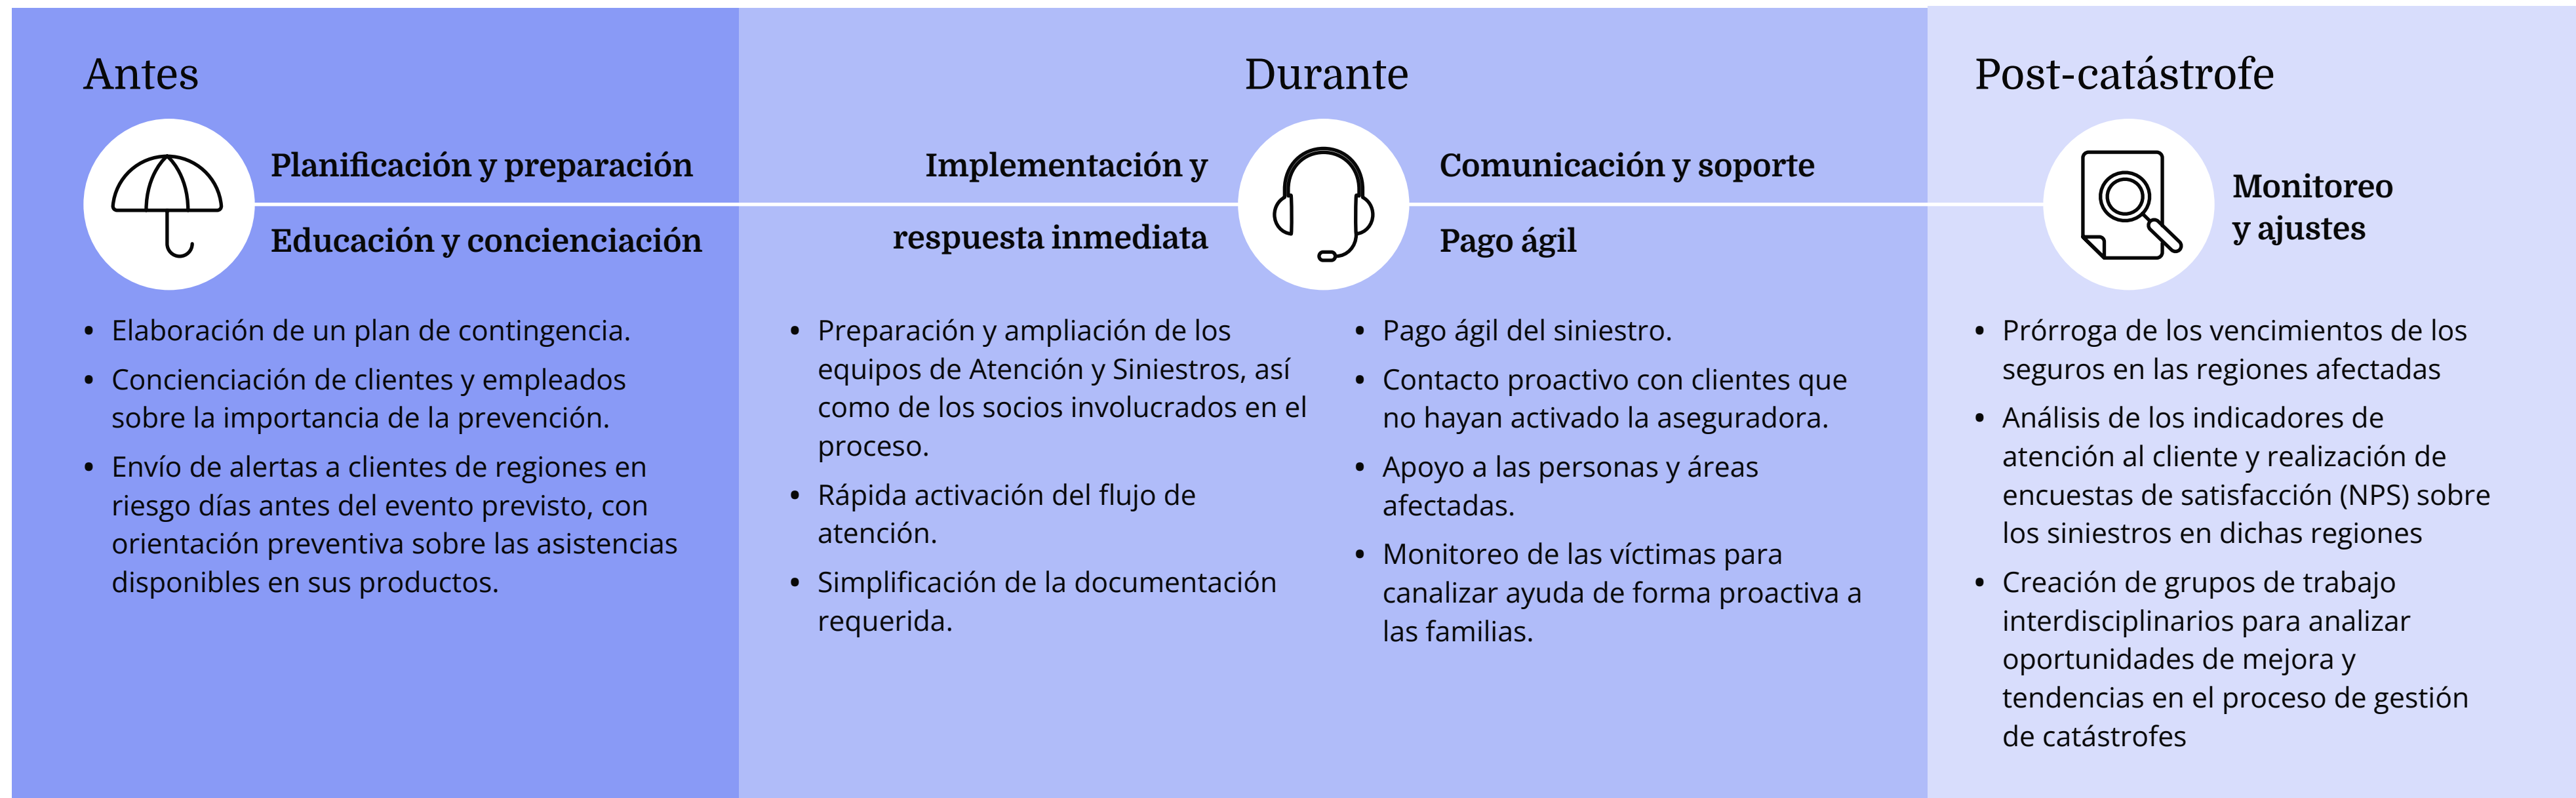 Antes
Planificación y preparación
Educación y concienciación
• Elaboración de un plan de contingencia.
• Concienciación de clientes y empleados
sobre la importancia de la prevención.
• Envío de alertas a clientes de regiones en
riesgo días antes del evento previsto, con
orientación preventiva sobre las asistencias
disponibles en sus productos.
Durante
Implementación y
respuesta inmediata
Comunicación y soporte
Pago ágil
• Preparación y ampliación de los
equipos de Atención y Siniestros, así
como de los socios involucrados en el
proceso.
• Rápida activación del flujo de
atención.
• Simplificación de la documentación
requerida.
• Pago ágil del siniestro.
• Contacto proactivo con clientes que
no hayan activado la aseguradora.
• Apoyo a las personas y áreas
afectadas.
• Monitoreo de las víctimas para
canalizar ayuda de forma proactiva a
las familias.
Post-catástrofe
Monitoreo
y ajustes
• Prórroga de los vencimientos de los
seguros en las regiones afectadas
• Análisis de los indicadores de
atención al cliente y realización de
encuestas de satisfacción (NPS) sobre
los siniestros en dichas regiones
• Creación de grupos de trabajo
interdisciplinarios para analizar
oportunidades de mejora y
tendencias en el proceso de gestión
de catástrofes